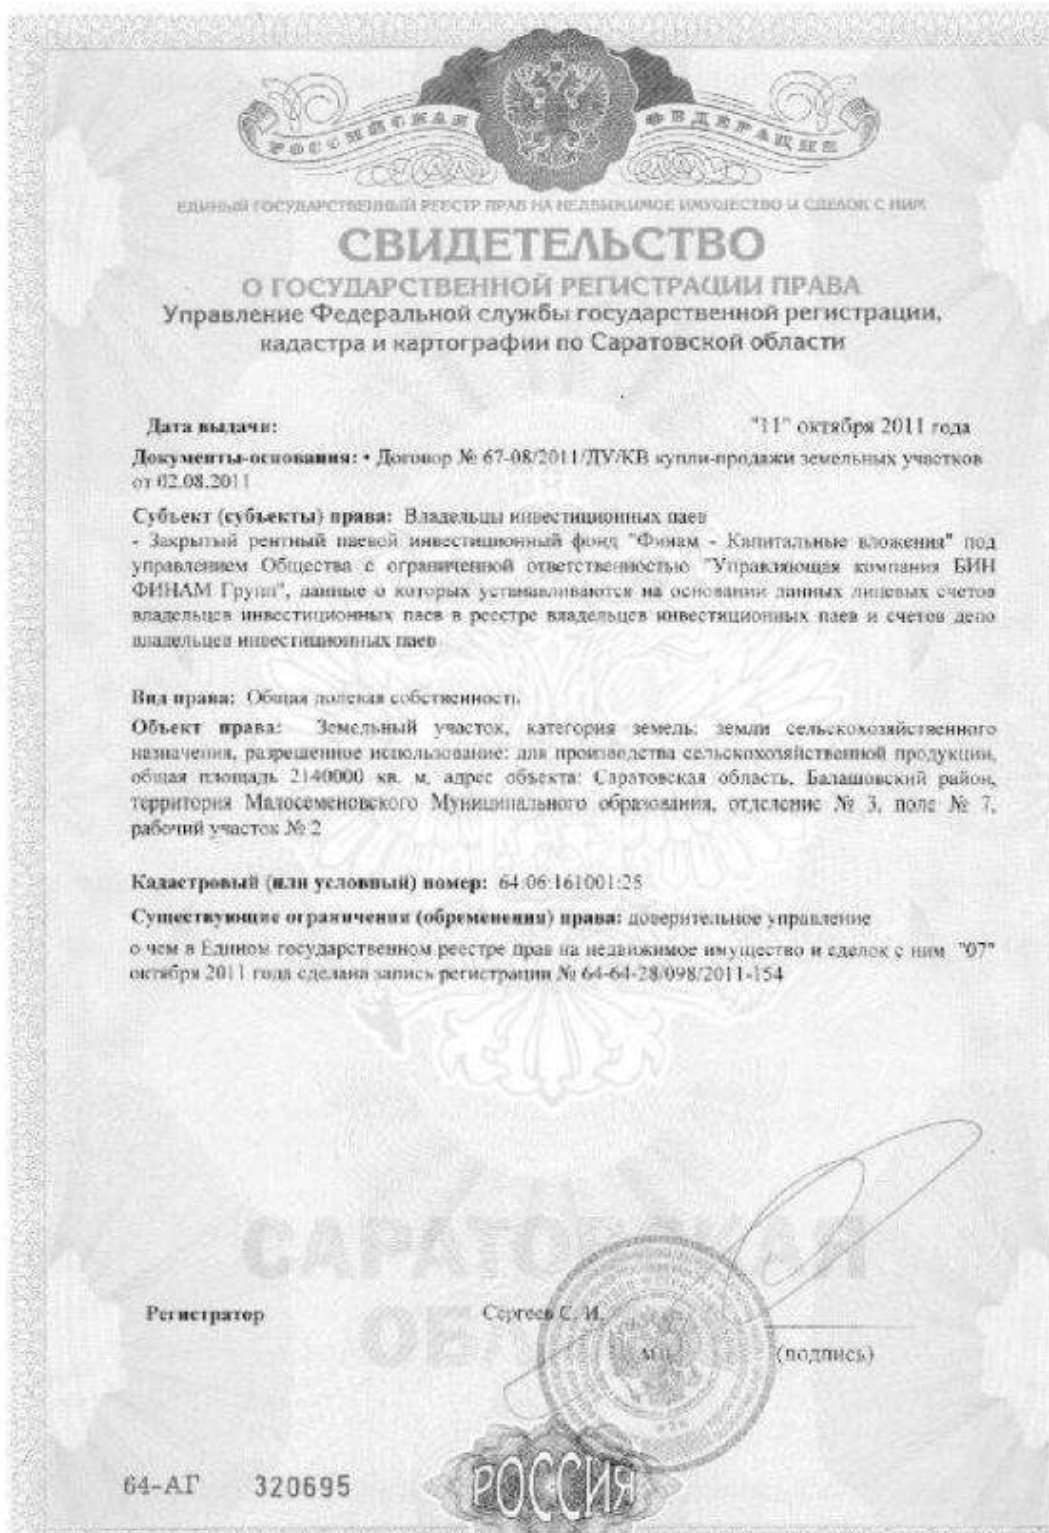 РОССИЙСКАЯ ФЕДЕРАЦИЯ
ЕДИНЫЙ ГОСУДАРСТВЕННЫЙ РЕЕСТР ПРАВ НА НЕДВИЖИМОЕ ИМУЩЕСТВО И СДЕЛОК С НИМ
СВИДЕТЕЛЬСТВО
О ГОСУДАРСТВЕННОЙ РЕГИСТРАЦИИ ПРАВА
Управление Федеральной службы государственной регистрации,
кадастра и картографии по Саратовской области
Дата выдачи: "11" октября 2011 года
Документы-основания: • Договор № 67-08/2011/ДУ/КВ купли-продажи земельных участков
от 02.08.2011
Субъект (субъекты) права: Владельцы инвестиционных паев
- Закрытый рентный паевой инвестиционный фонд "Финам - Капитальные вложения" под
управлением Общества с ограниченной ответственностью "Управляющая компания БИН
ФИНАМ Групп", данные о которых устанавливаются на основании данных лицевых счетов
владельцев инвестиционных паев в реестре владельцев инвестиционных паев и счетов депо
владельцев инвестиционных паев
Вид права: Общая долевая собственность
Объект права: Земельный участок, категория земель: земли сельскохозяйственного
назначения, разрешенное использование: для производства сельскохозяйственной продукции,
общая площадь 2140000 кв. м, адрес объекта: Саратовская область, Балашовский район,
территория Малосеменовского Муниципального образования, отделение № 3, поле № 7,
рабочий участок № 2
Кадастровый (или условный) номер: 64:06:161001:25
Существующие ограничения (обременения) права: доверительное управление
о чем в Едином государственном реестре прав на недвижимое имущество и сделок с ним "07"
октября 2011 года сделана запись регистрации № 64-64-28/098/2011-154
САРАТОВСКАЯ
Регистратор Сергеев С. И.
М.П.
(подпись)
64-АГ 320695
РОССИЯ